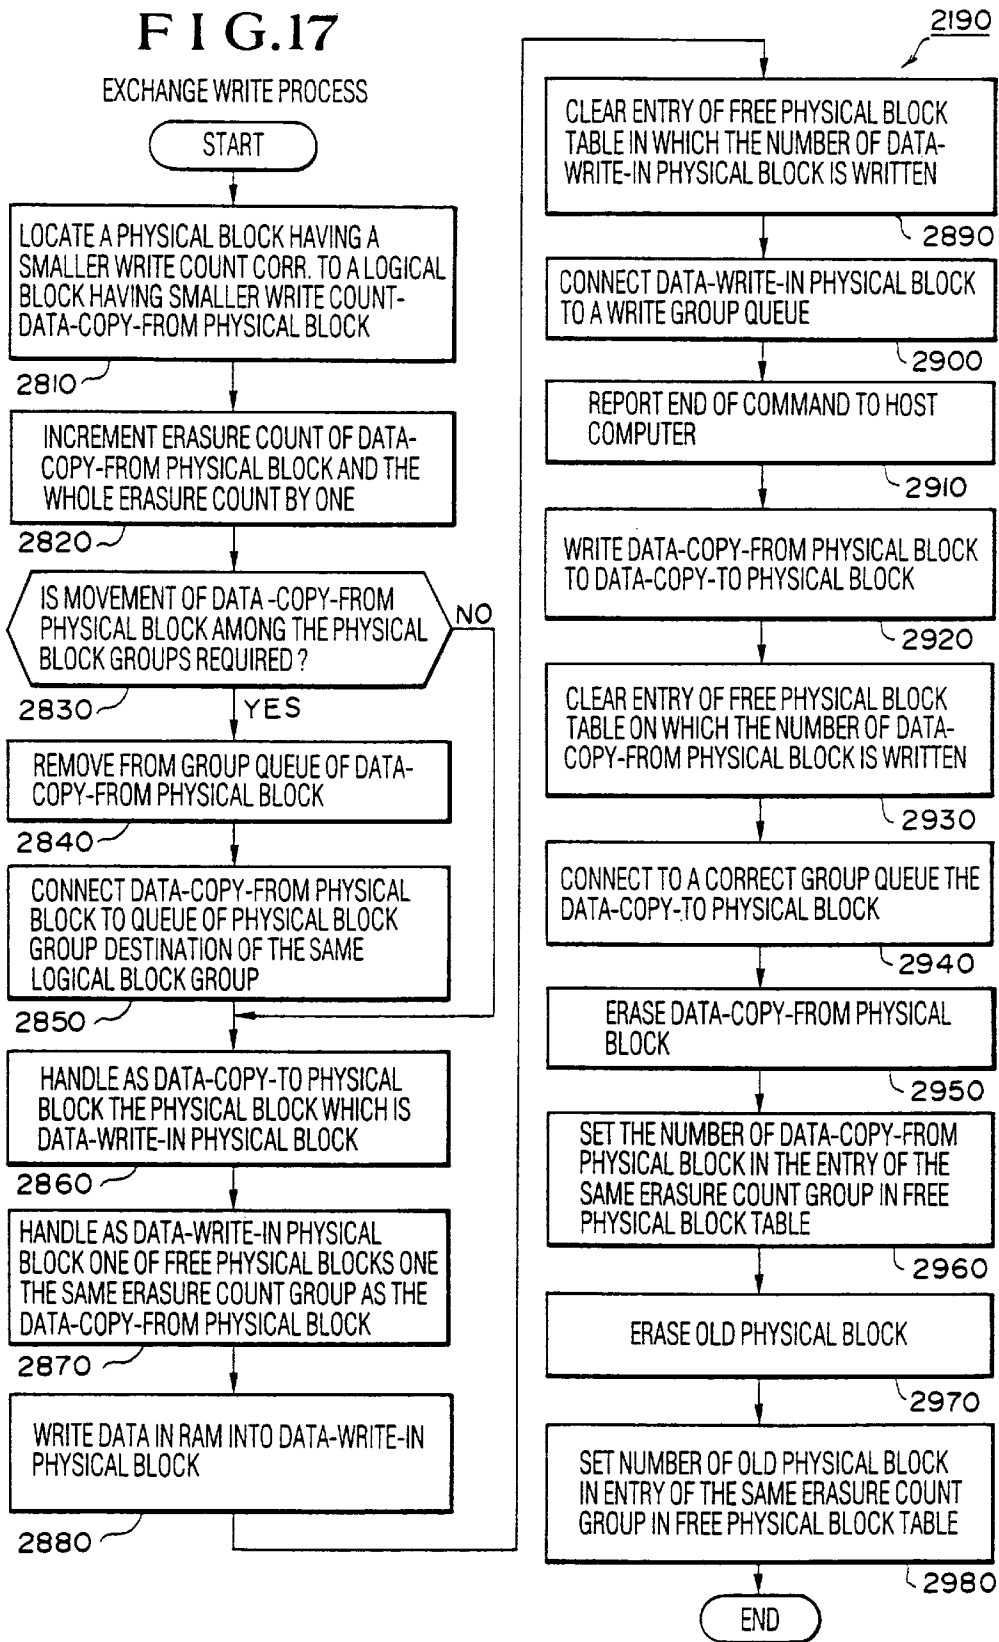 FIG.17
EXCHANGE WRITE PROCESS
START
LOCATE A PHYSICAL BLOCK HAVING A
SMALLER WRITE COUNT CORR. TO A LOGICAL
BLOCK HAVING SMALLER WRITE COUNT-
DATA-COPY-FROM PHYSICAL BLOCK
2810
INCREMENT ERASURE COUNT OF DATA-
COPY-FROM PHYSICAL BLOCK AND THE
WHOLE ERASURE COUNT BY ONE
2820
IS MOVEMENT OF DATA-COPY-FROM
PHYSICAL BLOCK AMONG THE PHYSICAL
BLOCK GROUPS REQUIRED?
NO
2830
YES
REMOVE FROM GROUP QUEUE OF DATA-
COPY-FROM PHYSICAL BLOCK
2840
CONNECT DATA-COPY-FROM PHYSICAL
BLOCK TO QUEUE OF PHYSICAL BLOCK
GROUP DESTINATION OF THE SAME
LOGICAL BLOCK GROUP
2850
HANDLE AS DATA-COPY-TO PHYSICAL
BLOCK THE PHYSICAL BLOCK WHICH IS
DATA-WRITE-IN PHYSICAL BLOCK
2860
HANDLE AS DATA-WRITE-IN PHYSICAL
BLOCK ONE OF FREE PHYSICAL BLOCKS ONE
THE SAME ERASURE COUNT GROUP AS THE
DATA-COPY-FROM PHYSICAL BLOCK
2870
WRITE DATA IN RAM INTO DATA-WRITE-IN
PHYSICAL BLOCK
2880
2190
CLEAR ENTRY OF FREE PHYSICAL BLOCK
TABLE IN WHICH THE NUMBER OF DATA-
WRITE-IN PHYSICAL BLOCK IS WRITTEN
2890
CONNECT DATA-WRITE-IN PHYSICAL BLOCK
TO A WRITE GROUP QUEUE
2900
REPORT END OF COMMAND TO HOST
COMPUTER
2910
WRITE DATA-COPY-FROM PHYSICAL BLOCK
TO DATA-COPY-TO PHYSICAL BLOCK
2920
CLEAR ENTRY OF FREE PHYSICAL BLOCK
TABLE ON WHICH THE NUMBER OF DATA-
COPY-FROM PHYSICAL BLOCK IS WRITTEN
2930
CONNECT TO A CORRECT GROUP QUEUE THE
DATA-COPY-TO PHYSICAL BLOCK
2940
ERASE DATA-COPY-FROM PHYSICAL
BLOCK
2950
SET THE NUMBER OF DATA-COPY-FROM
PHYSICAL BLOCK IN THE ENTRY OF THE
SAME ERASURE COUNT GROUP IN FREE
PHYSICAL BLOCK TABLE
2960
ERASE OLD PHYSICAL BLOCK
2970
SET NUMBER OF OLD PHYSICAL BLOCK
IN ENTRY OF THE SAME ERASURE COUNT
GROUP IN FREE PHYSICAL BLOCK TABLE
2980
END